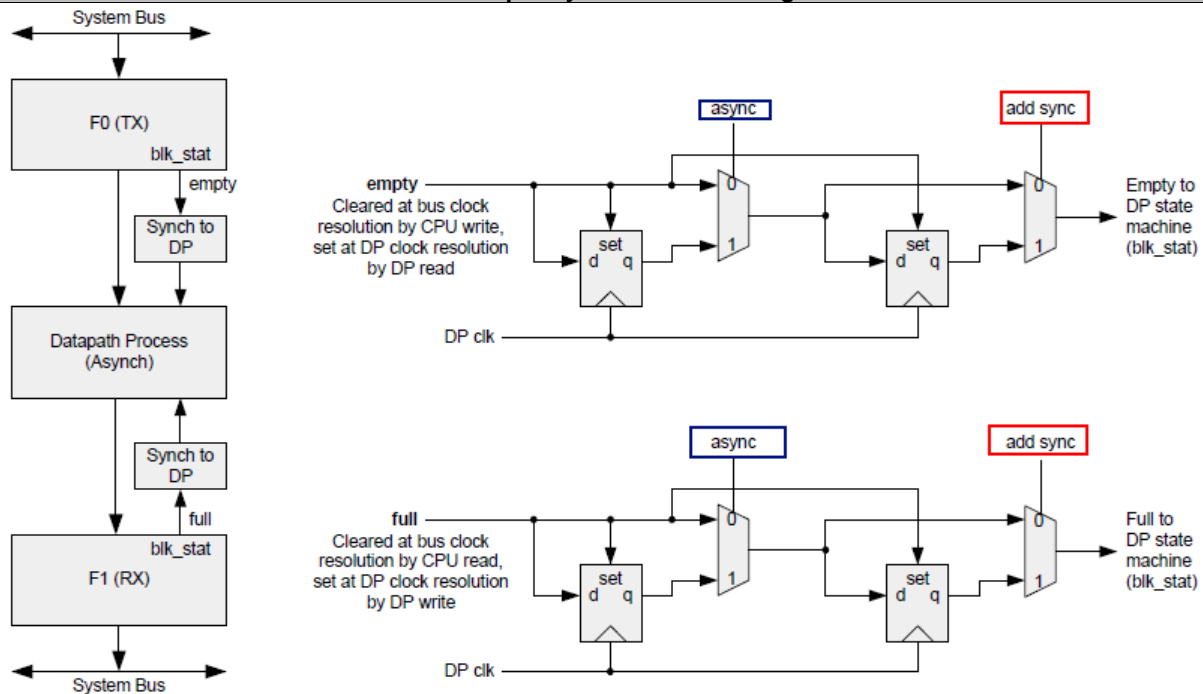 System Bus
F0 (TX)
blk_stat
empty
Synch to
DP
Datapath Process
(Asynch)
Synch to
DP
full
blk_stat
F1 (RX)
System Bus
async
add sync
empty
Cleared at bus clock
resolution by CPU write,
set at DP clock resolution
by DP read
set
d q
0
1
set
d q
0
1
DP clk
Empty to
DP state
machine
(blk_stat)
async
add sync
full
Cleared at bus clock
resolution by CPU read,
set at DP clock resolution
by DP write
set
d q
0
1
set
d q
0
1
DP clk
Full to
DP state
machine
(blk_stat)